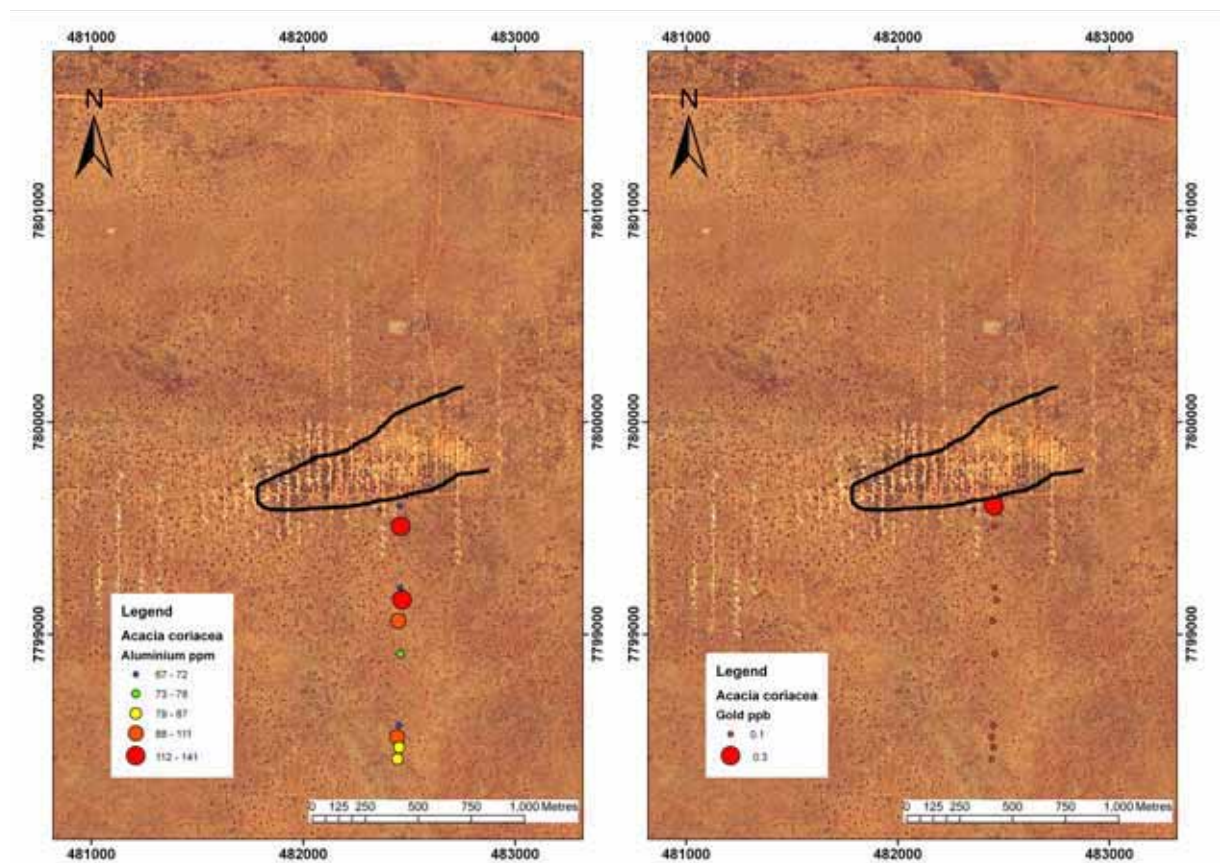 481000 482000 483000
N
7801000 7801000
7800000 7800000
7799000 7799000
Legend
Acacia coriacea
Aluminium ppm
67 - 72
73 - 78
79 - 87
88 - 111
112 - 141
0 125 250 500 750 1,000 Metres
481000 482000 483000
481000 482000 483000
N
7801000 7801000
7800000 7800000
7799000 7799000
Legend
Acacia coriacea
Gold ppb
0.1
0.3
0 125 250 500 750 1,000 Metres
481000 482000 483000